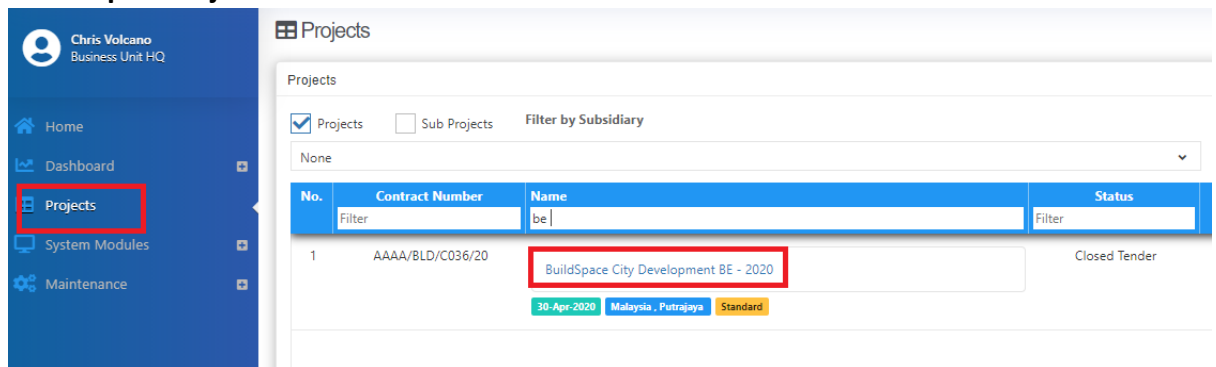 Chris Volcano
Business Unit HQ
Home
Dashboard
Projects
System Modules
Maintenance
Projects
Projects
Projects Sub Projects Filter by Subsidiary
None
No. Contract Number Name Status
Filter be Filter
1 AAAA/BLD/C036/20 BuildSpace City Development BE - 2020 Closed Tender
30-Apr-2020 Malaysia , Putrajaya Standard